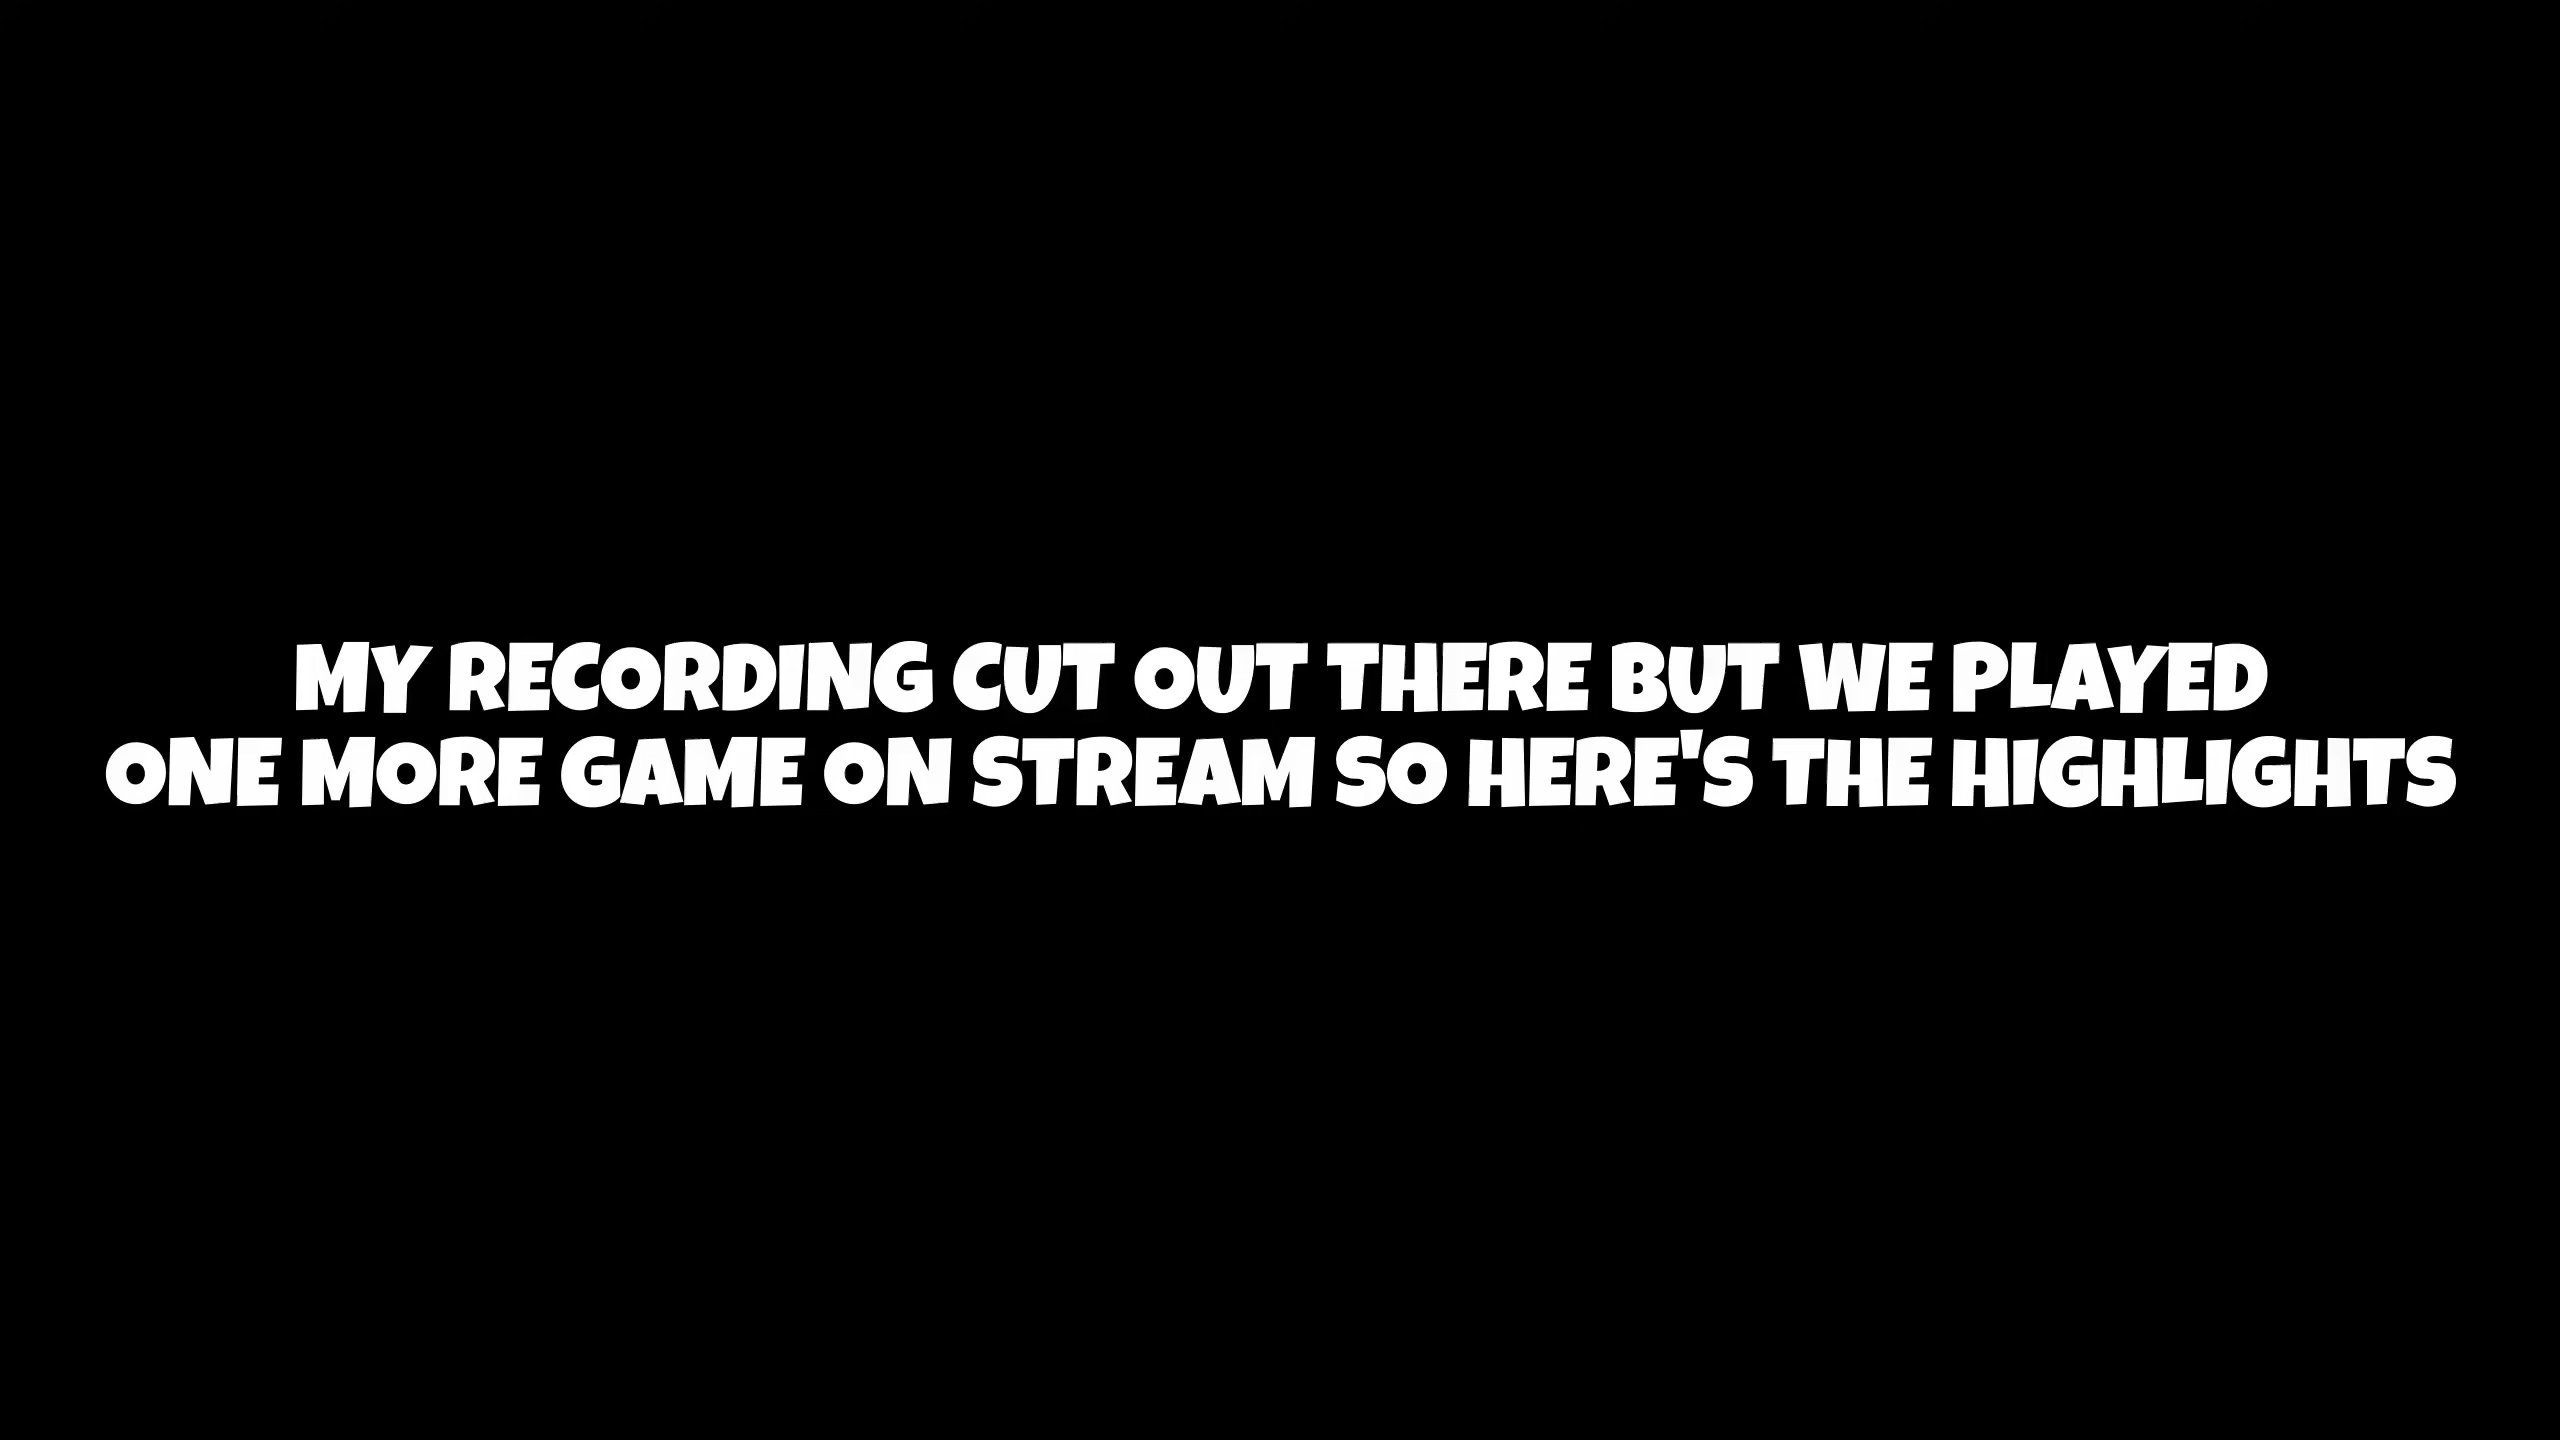 MY RECORDING CUT OUT THERE BUT WE PLAYED
ONE MORE GAME ON STREAM SO HERE'S THE HIGHLIGHTS